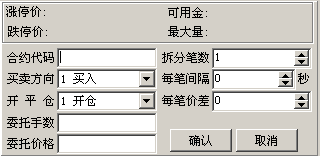 涨停价: 可用金:
跌停价: 最大量:
合约代码 拆分笔数 1
买卖方向 1 买入 每笔间隔 0 秒
开 平 仓 1 开仓 每笔价差 0
委托手数
委托价格 确认 取消